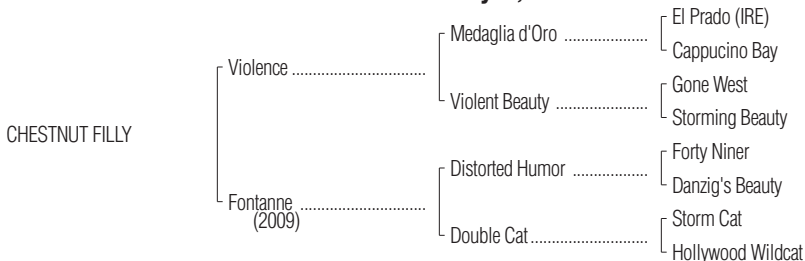 El Prado (IRE)
Medaglia d'Oro ....................
Cappucino Bay
Violence ................................
Gone West
Violent Beauty ......................
Storming Beauty
CHESTNUT FILLY
Forty Niner
Distorted Humor ..................
Danzig's Beauty
Fontanne ..............................
(2009)
Storm Cat
Double Cat............................
Hollywood Wildcat